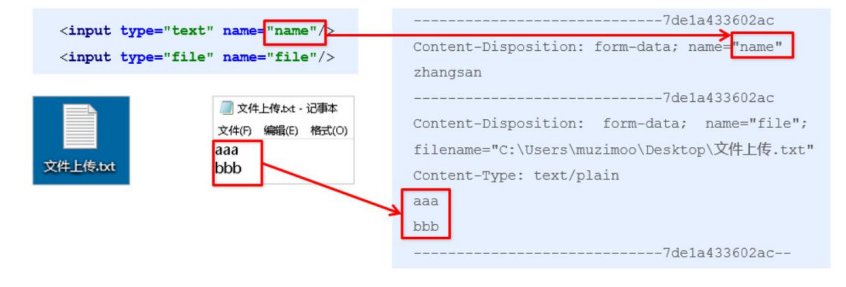 <input type="text" name="name"/>
<input type="file" name="file"/>
文件上传.txt
文件上传.txt - 记事本
文件(F) 编辑(E) 格式(O)
aaa
bbb
-----------------------------7de1a433602ac
Content-Disposition: form-data; name="name"
zhangsan
-----------------------------7de1a433602ac
Content-Disposition: form-data; name="file";
filename="C:\Users\muzimoo\Desktop\文件上传.txt"
Content-Type: text/plain
aaa
bbb
-----------------------------7de1a433602ac--